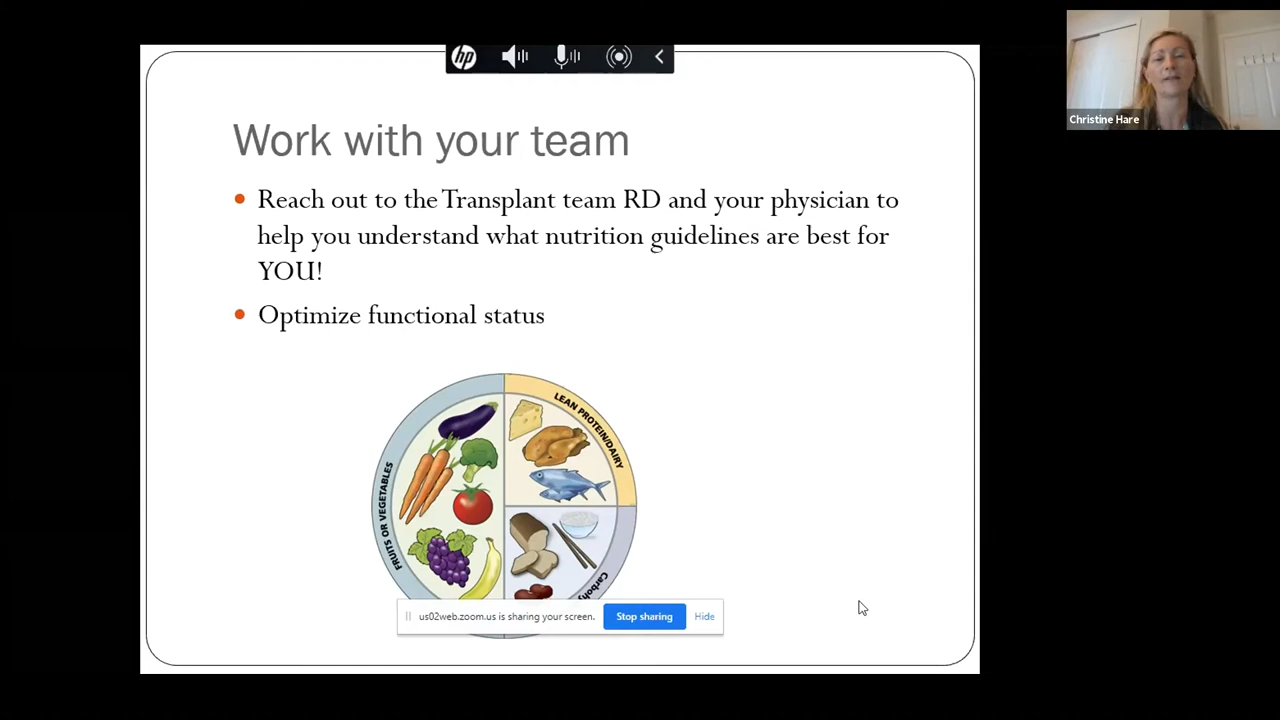 hp
Christine Hare
Work with your team
Reach out to the Transplant team RD and your physician to
help you understand what nutrition guidelines are best for
YOU!
Optimize functional status
LEAN PROTEIN/DAIRY
FRUITS OR VEGETABLES
us02web.zoom.us is sharing your screen.
Stop sharing
Hide